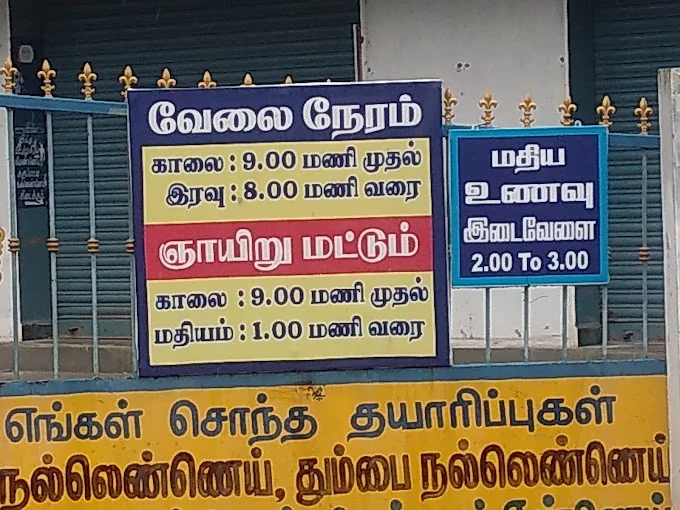 வேலை நேரம்
காலை : 9.00 மணி முதல்
இரவு : 8.00 மணி வரை
ஞாயிறு மட்டும்
காலை : 9.00 மணி முதல்
மதியம் : 1.00 மணி வரை
மதிய
உணவு
இடைவேளை
2.00 To 3.00
எங்கள் சொந்த தயாரிப்புகள்
நல்லெண்ணெய், தும்பை நல்லெண்ணெய்